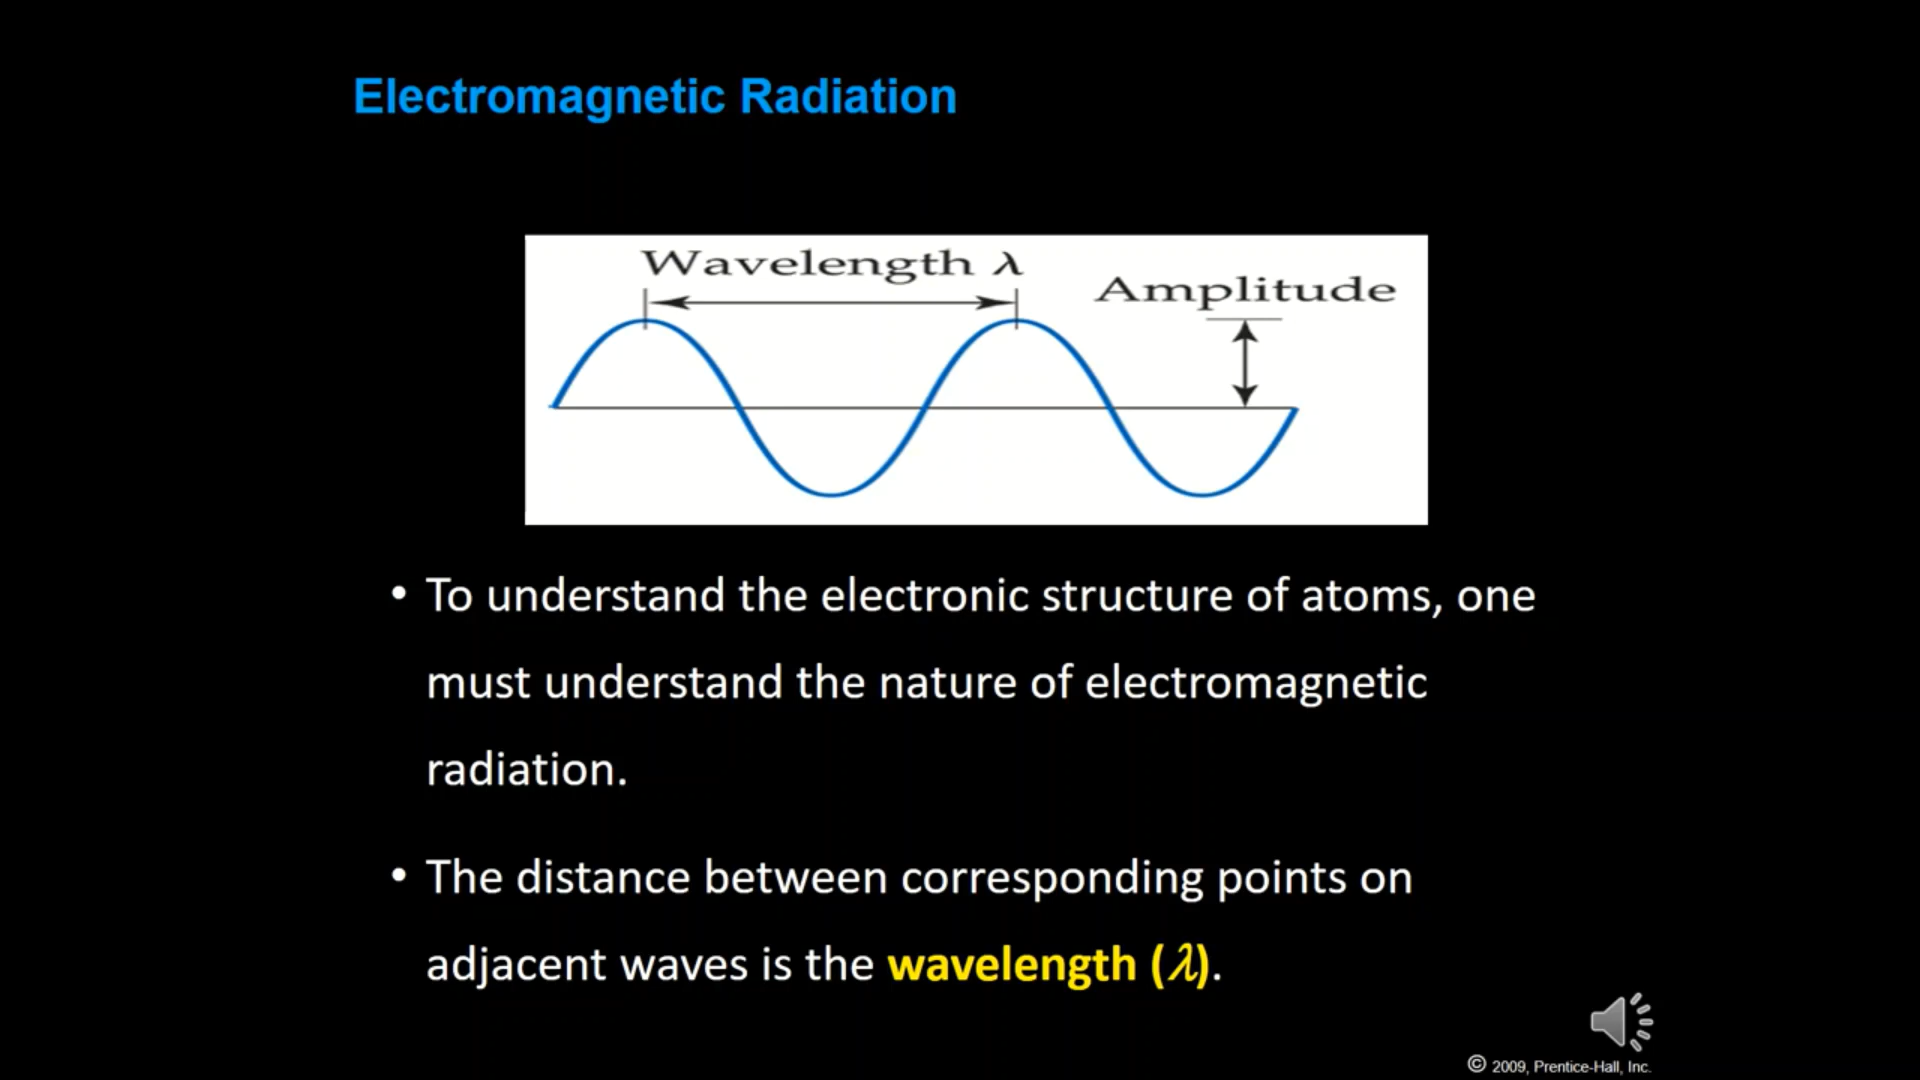 Electromagnetic Radiation
Wavelength λ
Amplitude
• To understand the electronic structure of atoms, one
must understand the nature of electromagnetic
radiation.
• The distance between corresponding points on
adjacent waves is the wavelength (λ).
© 2009, Prentice-Hall, Inc.